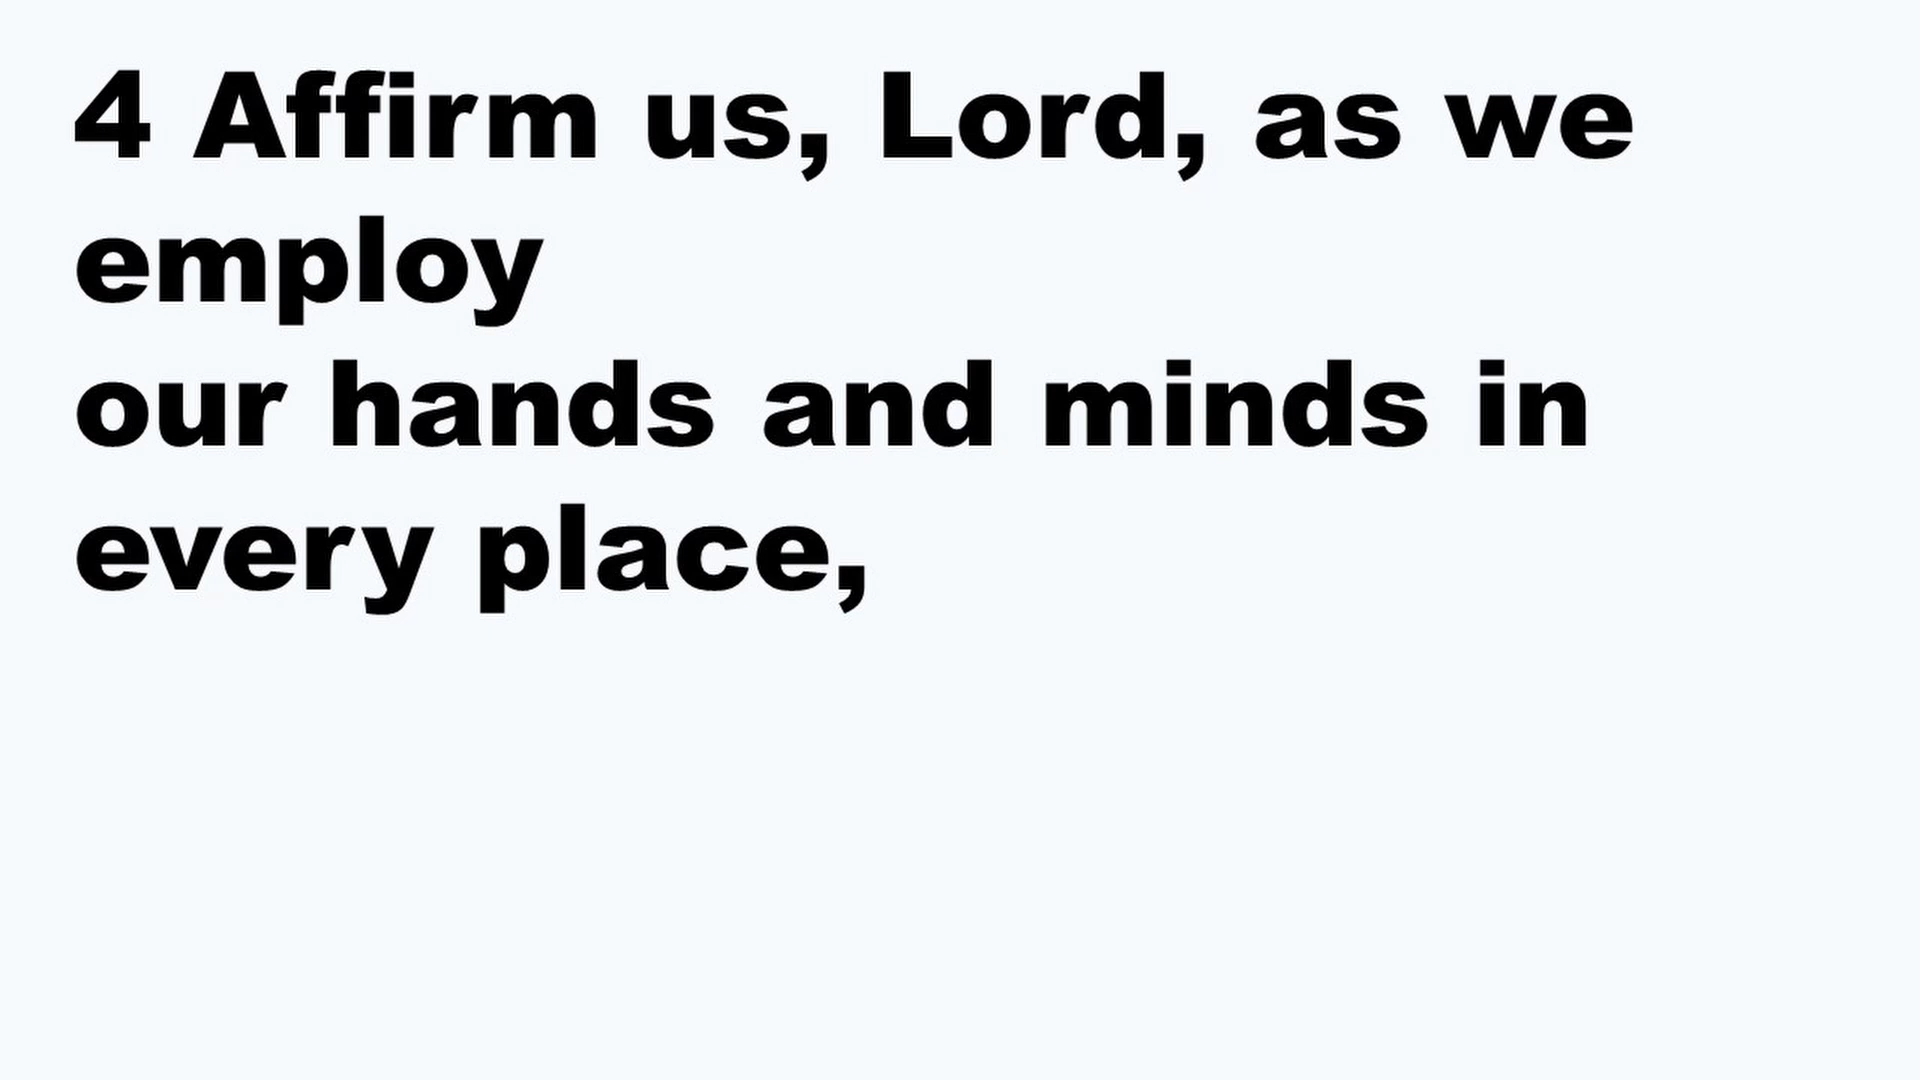 4 Affirm us, Lord, as we
employ
our hands and minds in
every place,